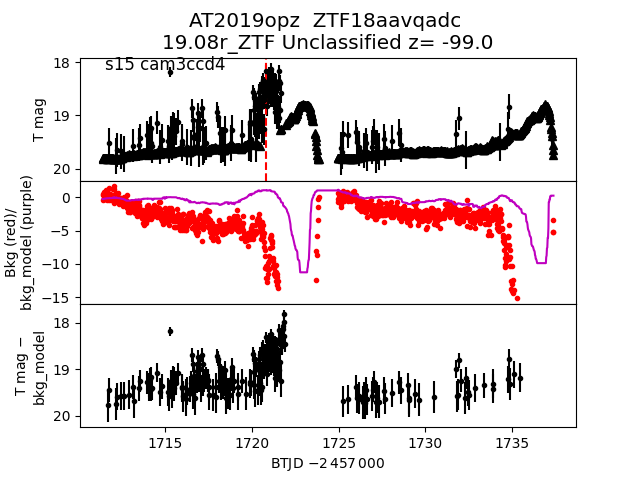 AT2019opz  ZTF18aavqadc
19.08r_ZTF Unclassified z= -99.0
s15 cam3ccd4
18
19
20
T mag
0
−5
−10
−15
Bkg (red)/
bkg_model (purple)
18
19
20
T mag −
bkg_model
1715 1720 1725 1730 1735
BTJD −2 457 000